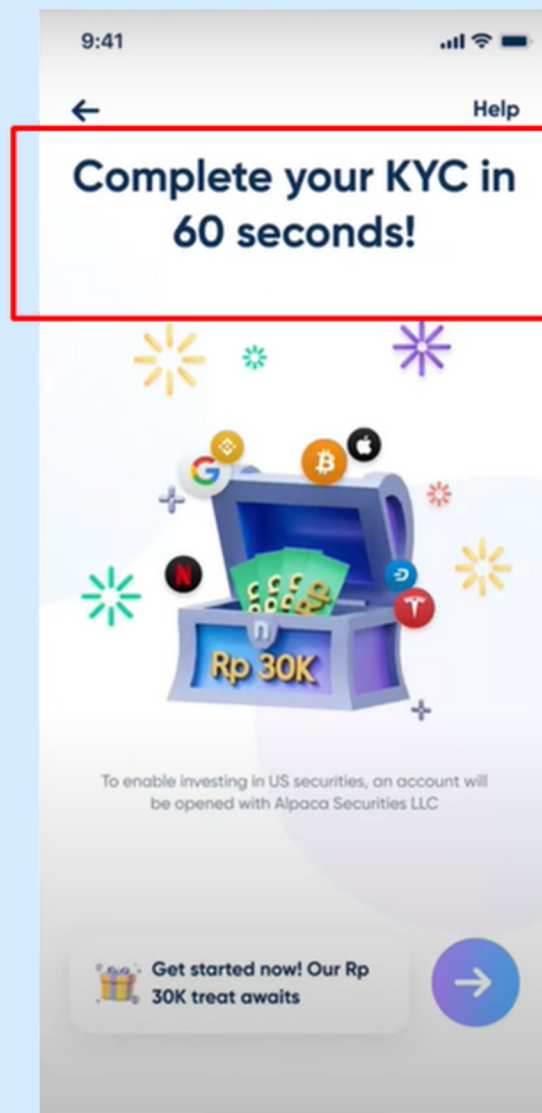 9:41
Help
Complete your KYC in
60 seconds!
Rp 30K
To enable investing in US securities, an account will
be opened with Alpaca Securities LLC
Get started now! Our Rp
30K treat awaits